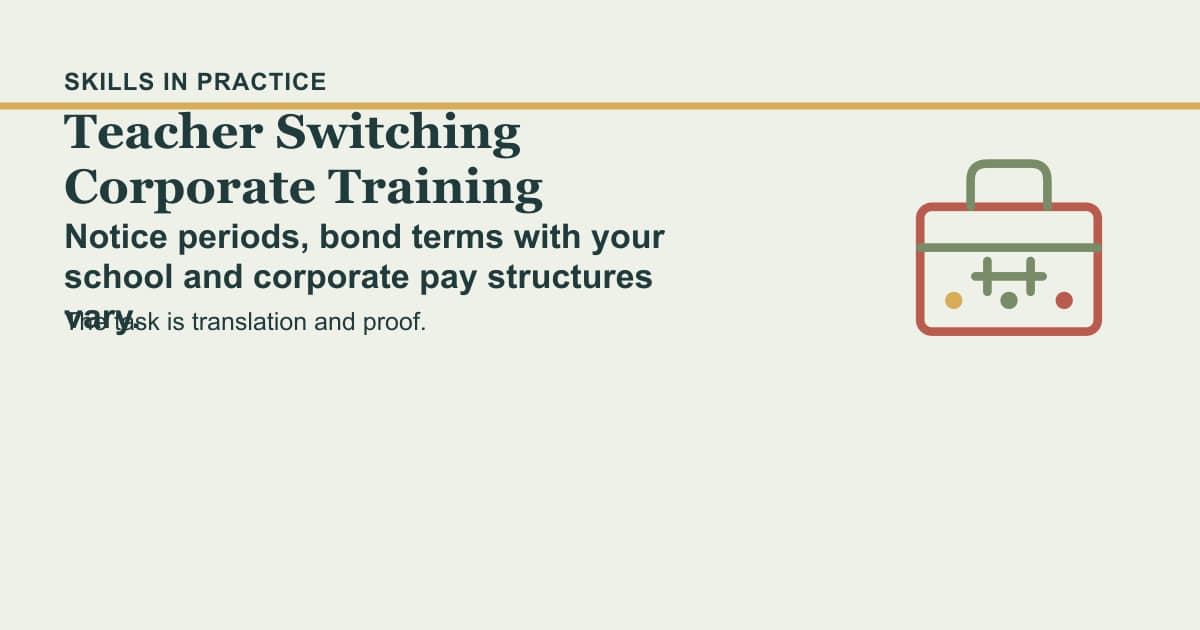 SKILLS IN PRACTICE
Teacher Switching
Corporate Training
Notice periods, bond terms with your
school and corporate pay structures
vary.
The task is translation and proof.